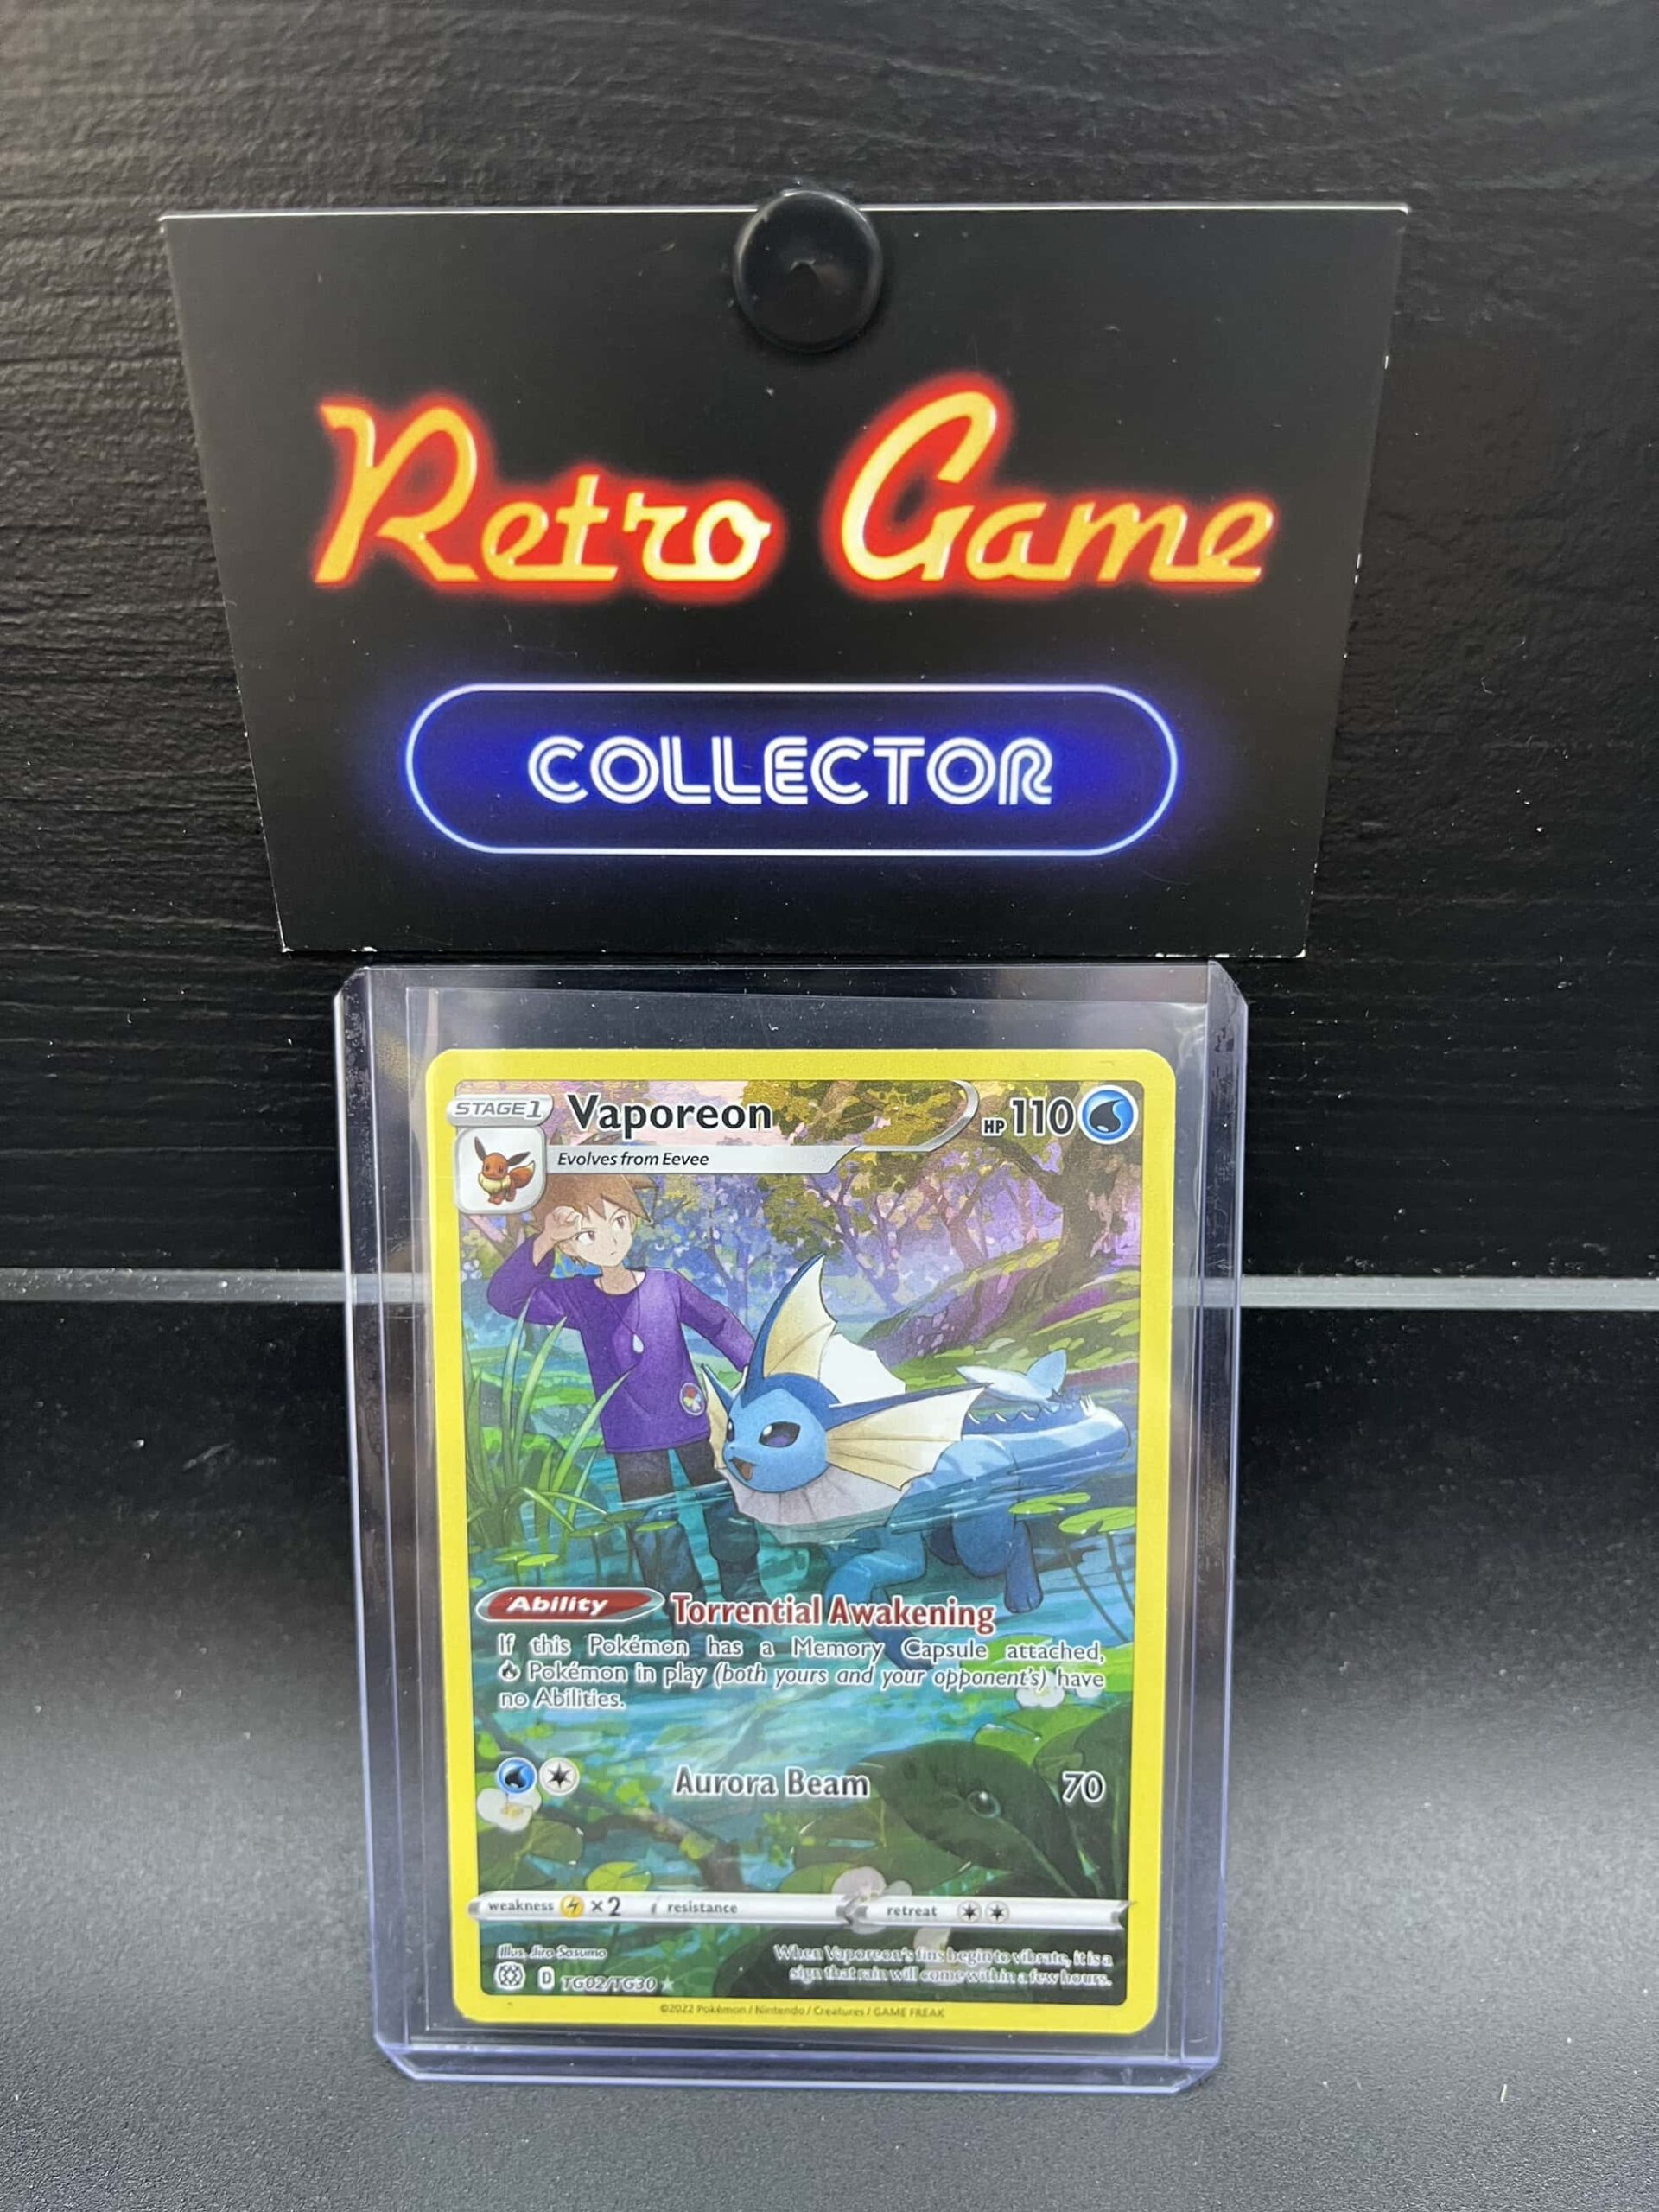 Retro Game
COLLECTOR
STAGE 1 Vaporeon HP 110
Evolves from Eevee
Ability Torrential Awakening
If this Pokémon has a Memory Capsule attached,
Pokémon in play (both yours and your opponent's) have
no Abilities.
Aurora Beam 70
weakness ×2 resistance retreat
Illus. Jiro Sasumo
When Vaporeon's fins begin to vibrate, it is a
sign that rain will come within a few hours.
D TG02/TG30
©2022 Pokémon / Nintendo / Creatures / GAME FREAK